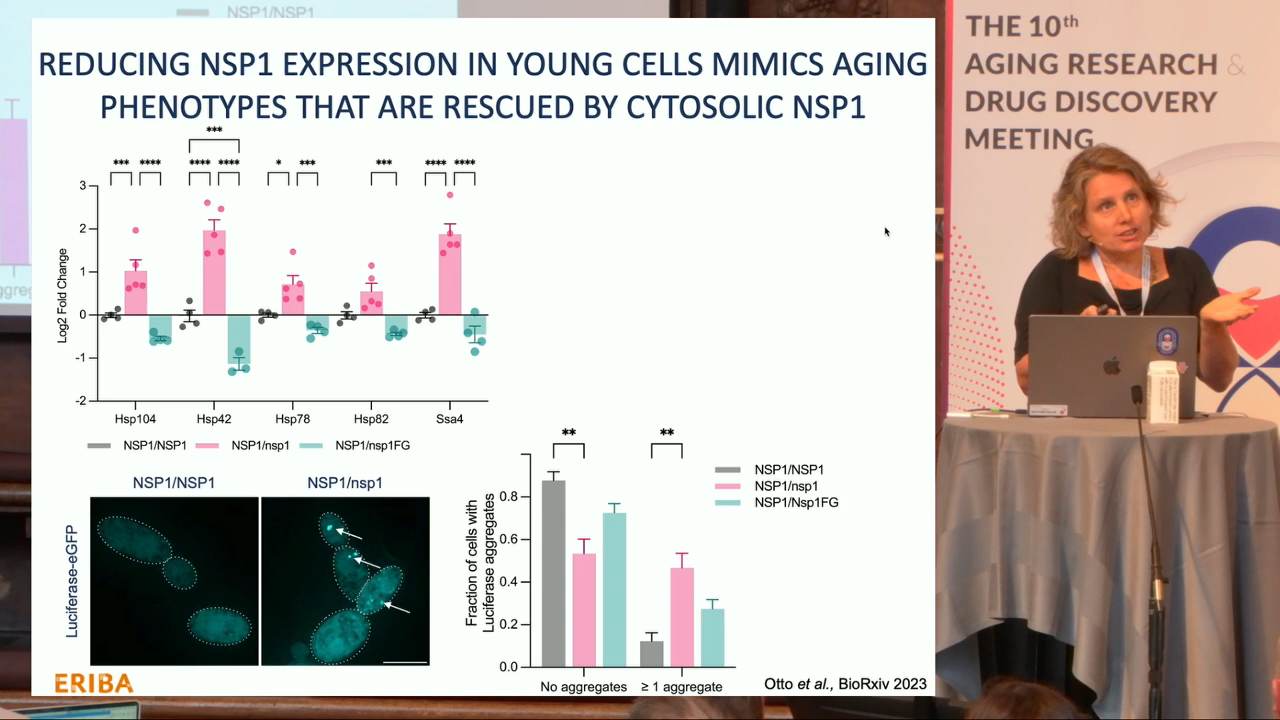 NSP1/NSP1
REDUCING NSP1 EXPRESSION IN YOUNG CELLS MIMICS AGING
PHENOTYPES THAT ARE RESCUED BY CYTOSOLIC NSP1
***
*** **** **** **** * *** *** **** ****
3
2
1
0
-1
-2
Log2 Fold Change
Hsp104 Hsp42 Hsp78 Hsp82 Ssa4
NSP1/NSP1 NSP1/nsp1 NSP1/nsp1FG
NSP1/NSP1 NSP1/nsp1
Luciferase-eGFP
** **
0.8
0.6
0.4
0.2
0.0
Fraction of cells with
Luciferase aggregates
No aggregates ≥ 1 aggregate
NSP1/NSP1
NSP1/nsp1
NSP1/Nsp1FG
ERIBA
Otto et al., BioRxiv 2023
THE 10th
AGING RESEARCH &
DRUG DISCOVERY
MEETING